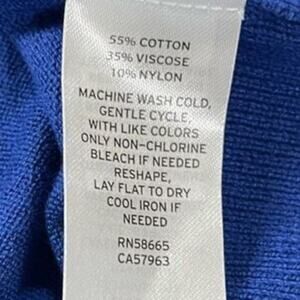 55% COTTON
35% VISCOSE
10% NYLON
MACHINE WASH COLD,
GENTLE CYCLE,
WITH LIKE COLORS
ONLY NON-CHLORINE
BLEACH IF NEEDED
RESHAPE,
LAY FLAT TO DRY
COOL IRON IF
NEEDED
RN58665
CA57963